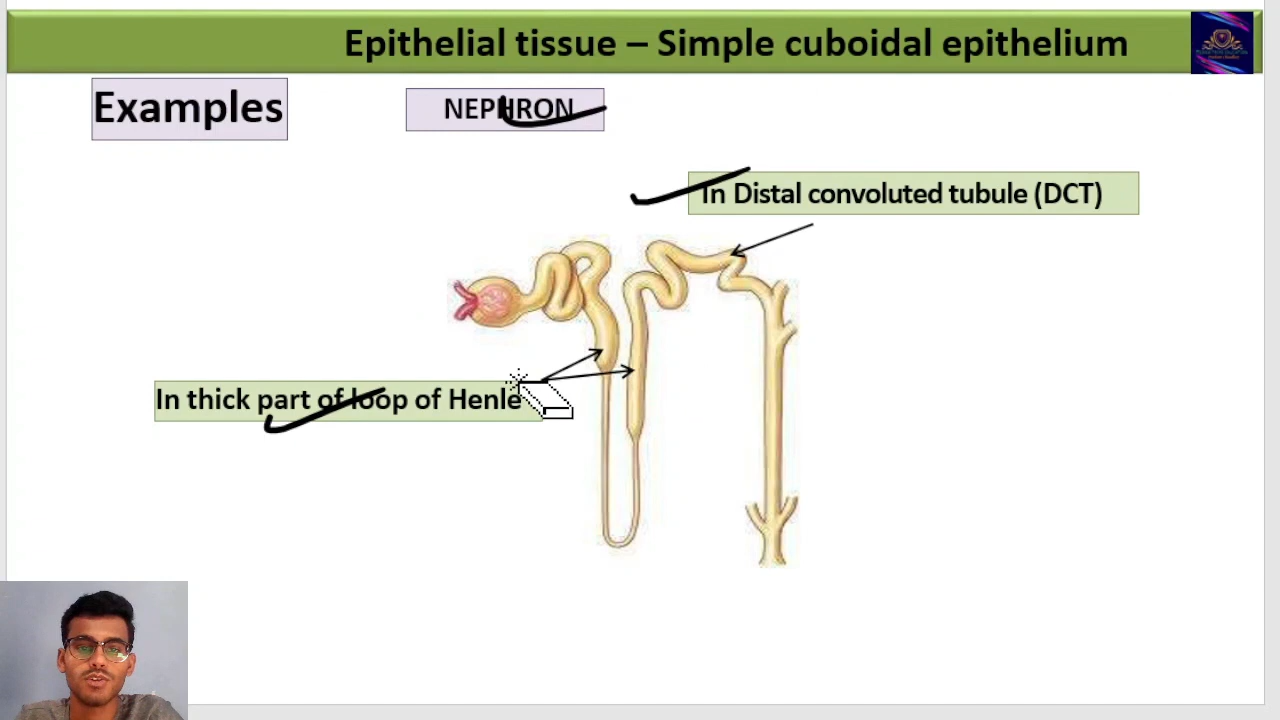 Epithelial tissue – Simple cuboidal epithelium
Examples
NEPHRON
In Distal convoluted tubule (DCT)
In thick part of loop of Henle